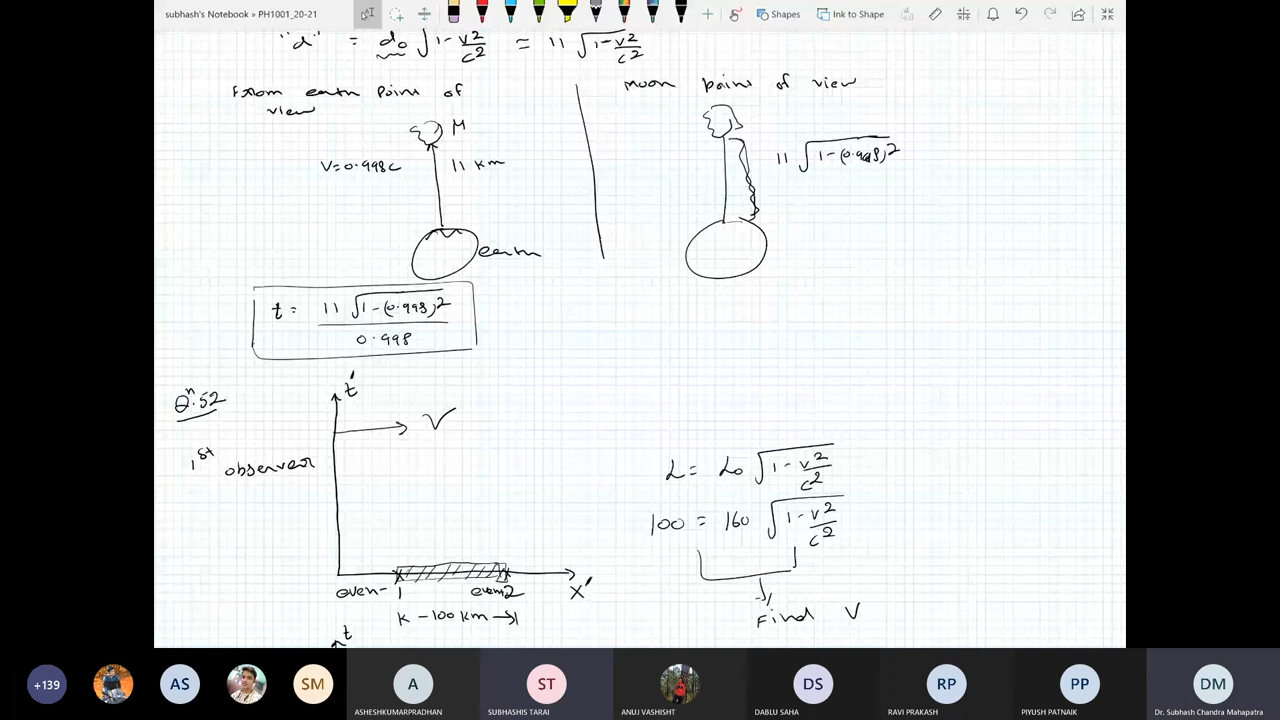 subhash's Notebook » PH1001_20-21
Shapes
Ink to Shape
"d" = d₀ √1-v²/c² = 11 √1-v²/c²
From earth point of view
M
V=0.998c
11 km
earth
Moon point of view
11 √1-(0.998)²
t = 11 √1-(0.998)² / 0.998
Qⁿ.52
t'
V
1st observer
even- 1
event2
X'
K -100 km →|
t
L = L₀ √1-v²/c²
100 = 160 √1-v²/c²
Find V
+139
AS
SM
A
ASHESHKUMARPRADHAN
ST
SUBHASHIS TARAI
ANUJ VASHISHT
DS
DABLU SAHA
RP
RAVI PRAKASH
PP
PIYUSH PATNAIK
DM
Dr. Subhash Chandra Mahapatra